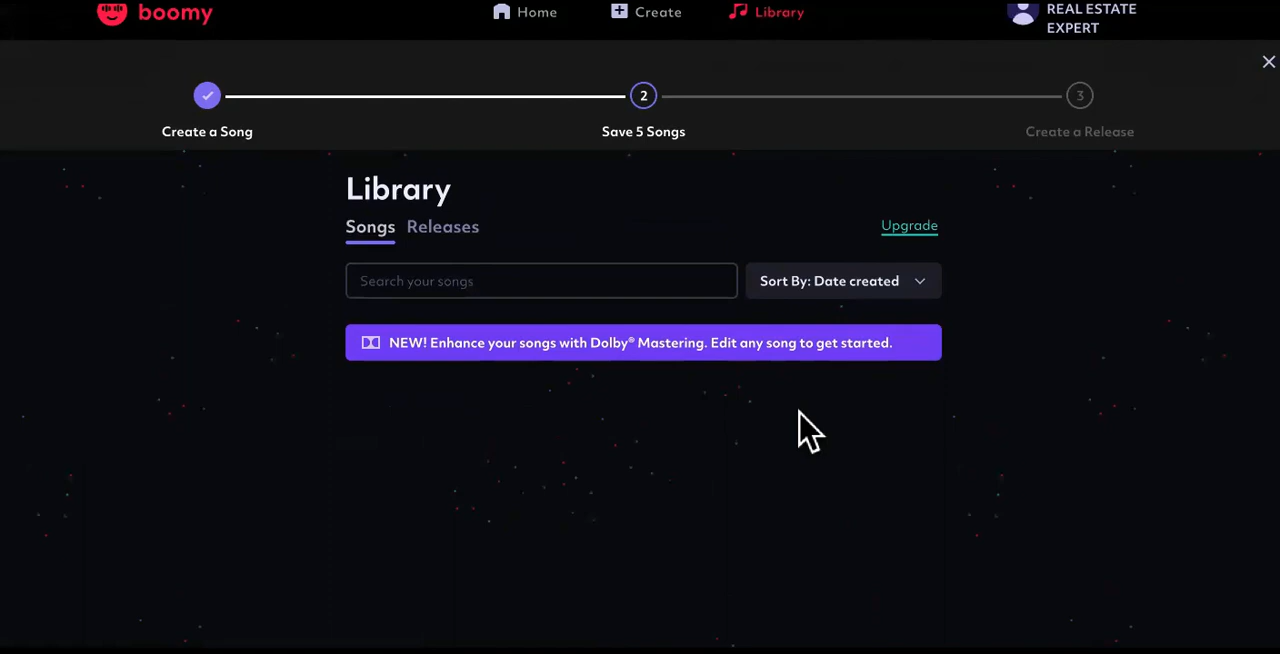 boomy
Home
Create
Library
REAL ESTATE
EXPERT
2
3
Create a Song
Save 5 Songs
Create a Release
Library
Songs
Releases
Upgrade
Search your songs
Sort By: Date created
NEW! Enhance your songs with Dolby® Mastering. Edit any song to get started.